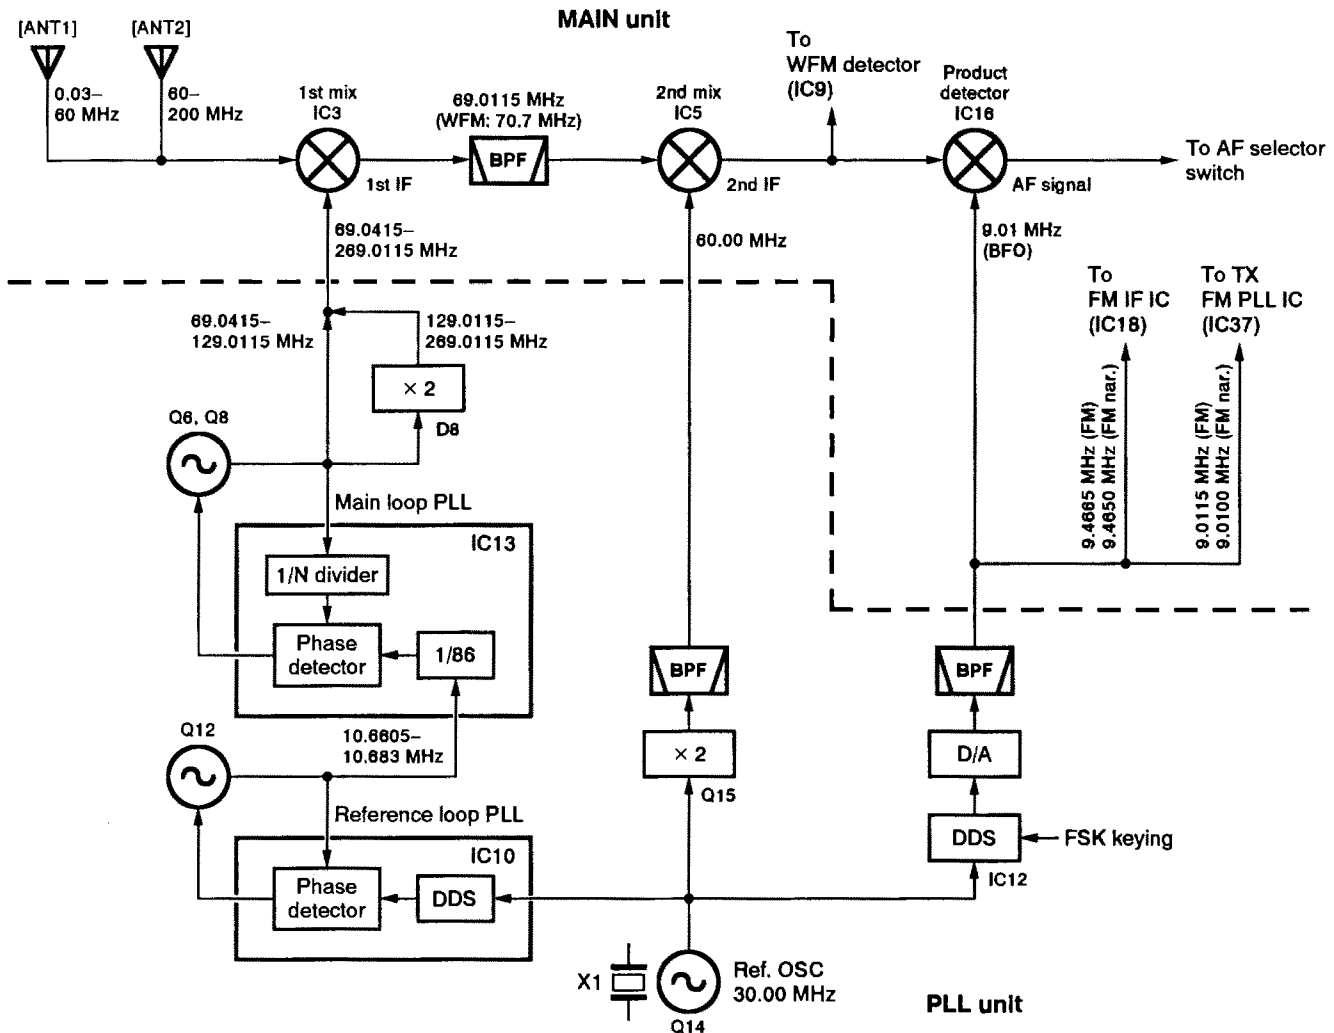 MAIN unit
[ANT1]
[ANT2]
0.03–
60 MHz
60–
200 MHz
1st mix
IC3
1st IF
69.0115 MHz
(WFM: 70.7 MHz)
BPF
2nd mix
IC5
2nd IF
To
WFM detector
(IC9)
Product
detector
IC16
AF signal
To AF selector
switch
69.0415–
269.0115 MHz
60.00 MHz
9.01 MHz
(BFO)
To
FM IF IC
(IC18)
To TX
FM PLL IC
(IC37)
69.0415–
129.0115 MHz
129.0115–
269.0115 MHz
× 2
D8
9.4665 MHz (FM)
9.4650 MHz (FM nar.)
9.0115 MHz (FM)
9.0100 MHz (FM nar.)
Q6, Q8
Main loop PLL
IC13
1/N divider
Phase
detector
1/86
BPF
BPF
Q12
10.6605–
10.683 MHz
× 2
Q15
D/A
Reference loop PLL
IC10
Phase
detector
DDS
DDS
IC12
FSK keying
X1
Ref. OSC
30.00 MHz
Q14
PLL unit